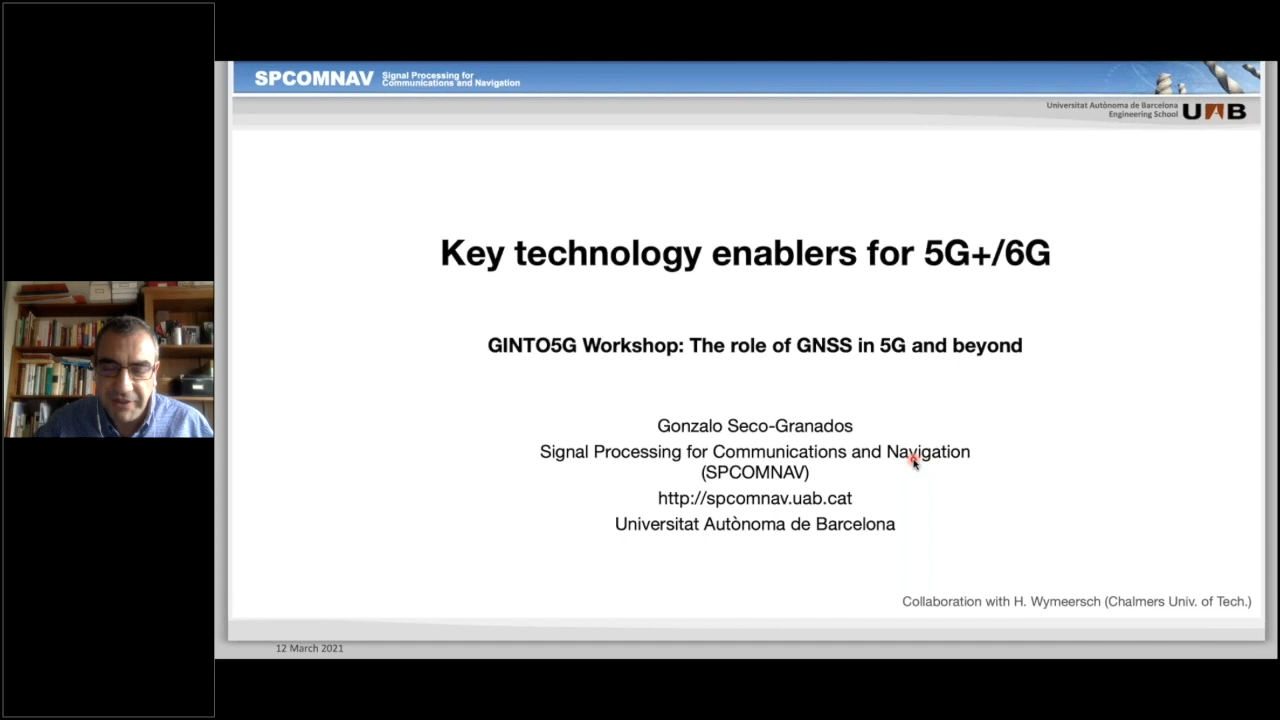 SPCOMNAV Signal Processing for
Communications and Navigation
Universitat Autònoma de Barcelona
Engineering School UAB
Key technology enablers for 5G+/6G
GINTO5G Workshop: The role of GNSS in 5G and beyond
Gonzalo Seco-Granados
Signal Processing for Communications and Navigation
(SPCOMNAV)
http://spcomnav.uab.cat
Universitat Autònoma de Barcelona
Collaboration with H. Wymeersch (Chalmers Univ. of Tech.)
12 March 2021